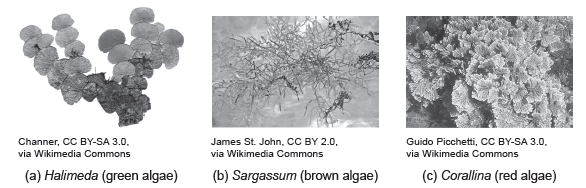 Channer, CC BY-SA 3.0,
via Wikimedia Commons
(a) Halimeda (green algae)
James St. John, CC BY 2.0,
via Wikimedia Commons
(b) Sargassum (brown algae)
Guido Picchetti, CC BY-SA 3.0,
via Wikimedia Commons
(c) Corallina (red algae)